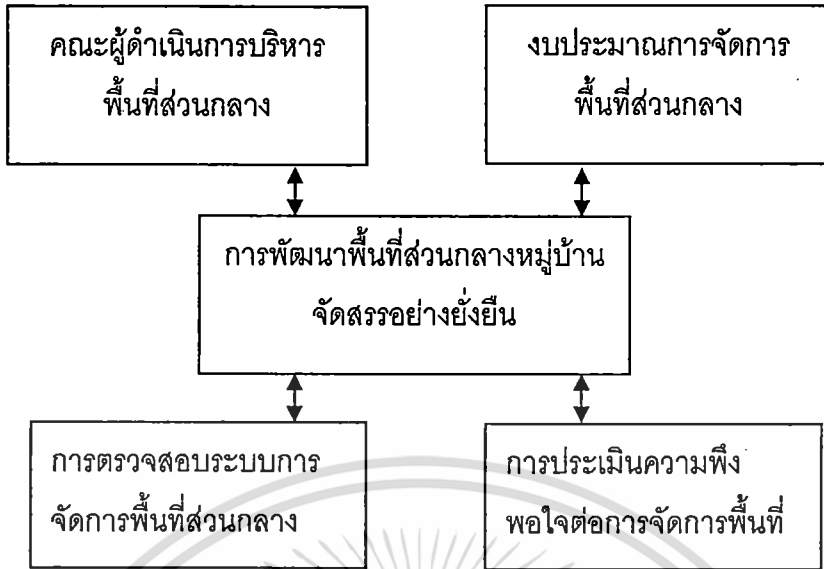 คณะผู้ดำเนินการบริหาร
พื้นที่ส่วนกลาง
งบประมาณการจัดการ
พื้นที่ส่วนกลาง
การพัฒนาพื้นที่ส่วนกลางหมู่บ้าน
จัดสรรอย่างยั่งยืน
การตรวจสอบระบบการ
จัดการพื้นที่ส่วนกลาง
การประเมินความพึง
พอใจต่อการจัดการพื้นที่